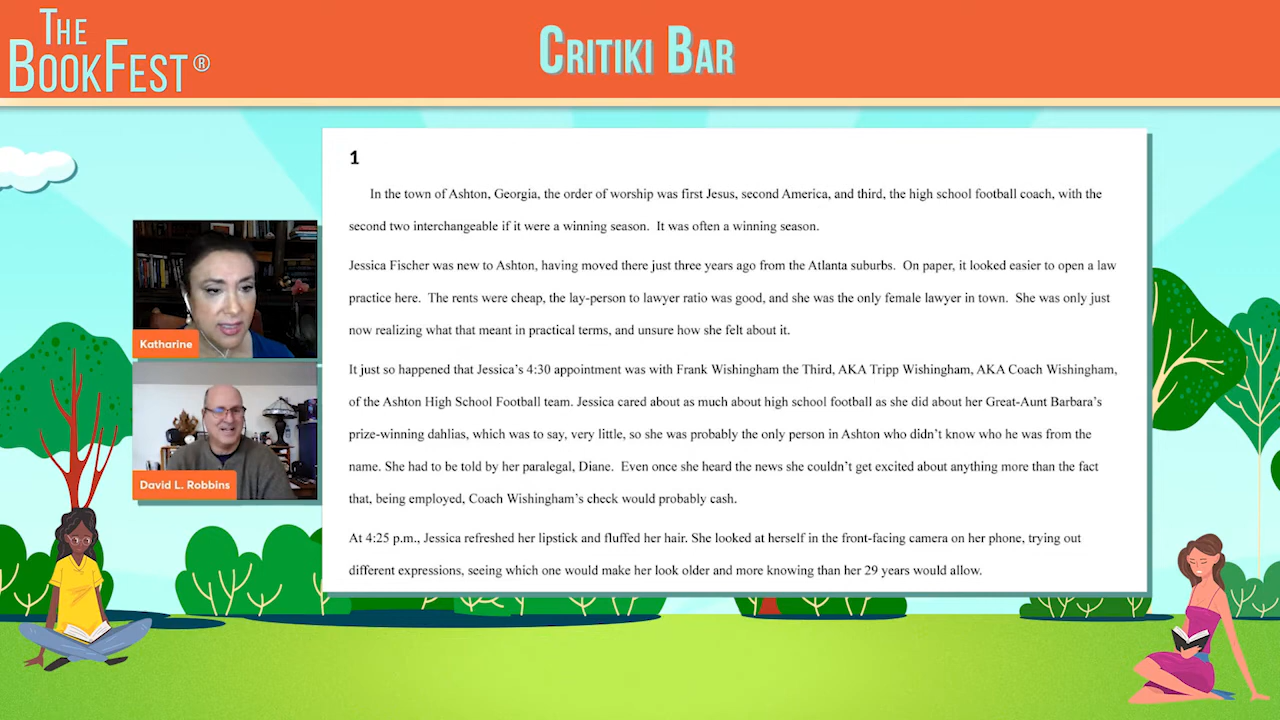 THE
BOOKFEST®
CRITIKI BAR
1
In the town of Ashton, Georgia, the order of worship was first Jesus, second America, and third, the high school football coach, with the
second two interchangeable if it were a winning season.  It was often a winning season.
Jessica Fischer was new to Ashton, having moved there just three years ago from the Atlanta suburbs.  On paper, it looked easier to open a law
practice here.  The rents were cheap, the lay-person to lawyer ratio was good, and she was the only female lawyer in town.  She was only just
now realizing what that meant in practical terms, and unsure how she felt about it.
It just so happened that Jessica’s 4:30 appointment was with Frank Wishingham the Third, AKA Tripp Wishingham, AKA Coach Wishingham,
of the Ashton High School Football team. Jessica cared about as much about high school football as she did about her Great-Aunt Barbara’s
prize-winning dahlias, which was to say, very little, so she was probably the only person in Ashton who didn’t know who he was from the
name. She had to be told by her paralegal, Diane.  Even once she heard the news she couldn’t get excited about anything more than the fact
that, being employed, Coach Wishingham’s check would probably cash.
At 4:25 p.m., Jessica refreshed her lipstick and fluffed her hair. She looked at herself in the front-facing camera on her phone, trying out
different expressions, seeing which one would make her look older and more knowing than her 29 years would allow.
Katharine
David L. Robbins